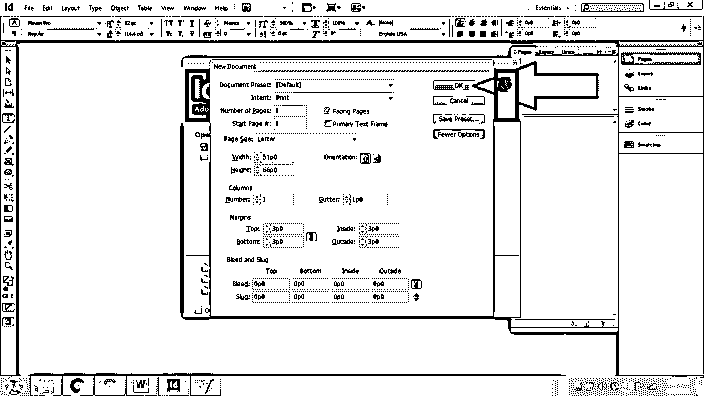 Id File Edit Layout Type Object Table View Window Help
Essentials
Regular
Pages Layers Links
Pages
Links
Stroke
Color
Swatches
New Document
Document Preset: [Default]
Intent: Print
Number of Pages: 1 Facing Pages
Start Page #: 1 Primary Text Frame
Page Size: Letter
Width: 51p0 Orientation:
Height: 66p0
Columns
Number: 1 Gutter: 1p0
Margins
Top: 3p0 Inside: 3p0
Bottom: 3p0 Outside: 3p0
Bleed and Slug
Top Bottom Inside Outside
Bleed: 0p0 0p0 0p0 0p0
Slug: 0p0 0p0 0p0 0p0
OK
Cancel
Save Preset...
Fewer Options